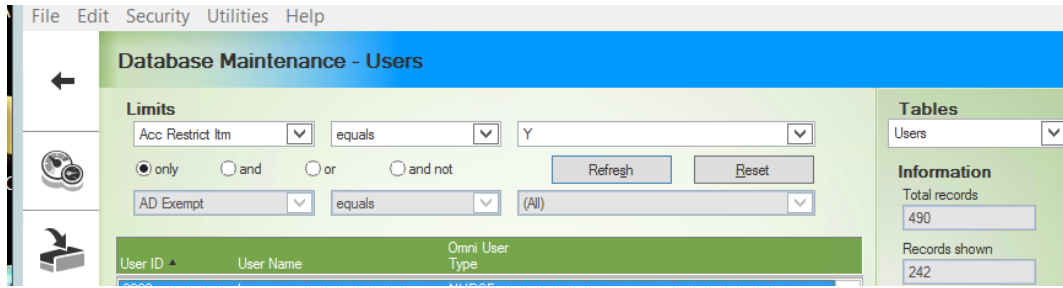 File Edit Security Utilities Help
Database Maintenance - Users
Limits
Acc Restrict Itm equals Y
only and or and not Refresh Reset
AD Exempt equals (All)
Tables
Users
Information
Total records
490
Records shown
242
Omni User
User ID User Name Type